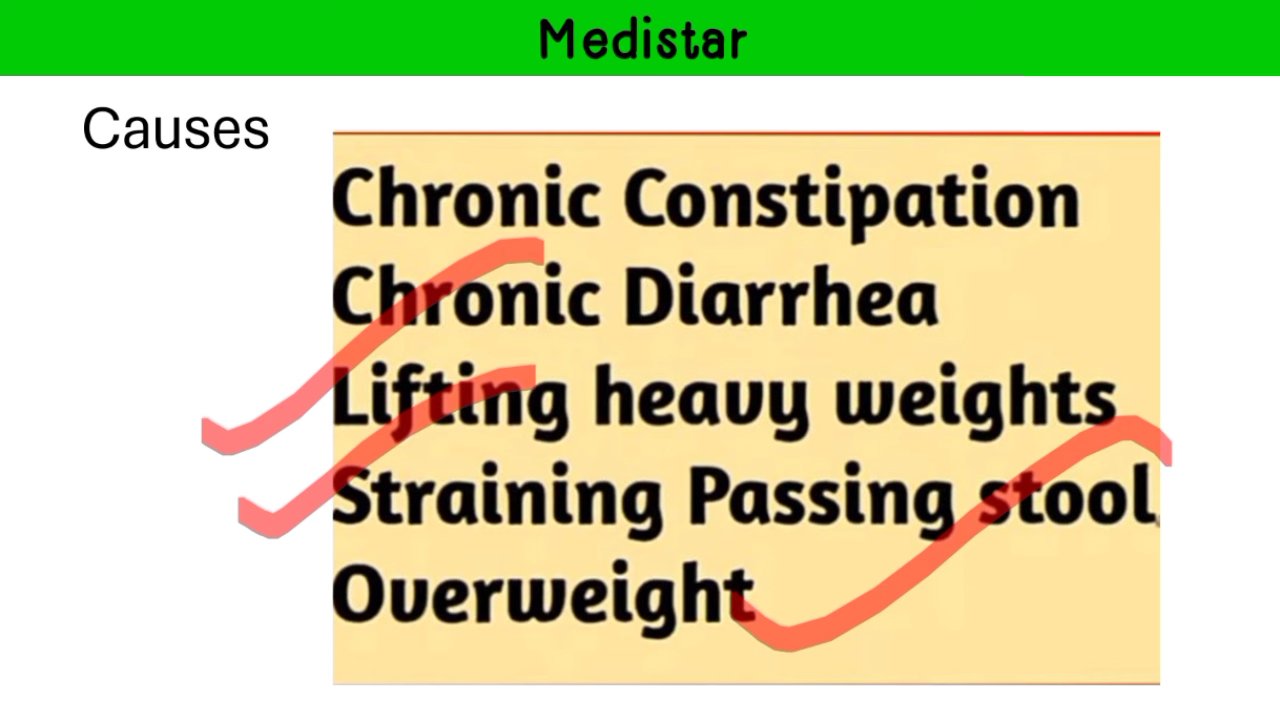 Medistar
Causes
Chronic Constipation
Chronic Diarrhea
Lifting heavy weights
Straining Passing stool
Overweight